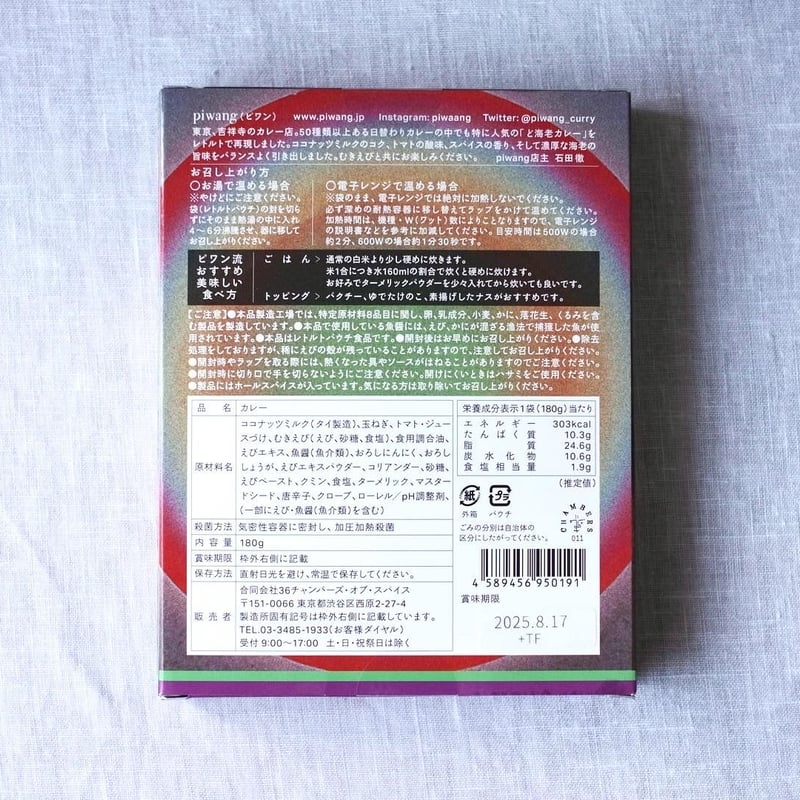 piwang(ピワン) www.piwang.jp Instagram: piwaang Twitter: @piwang_curry
東京、吉祥寺のカレー店。50種類以上ある日替わりカレーの中でも特に人気の「ど海老カレー」を
レトルトで再現しました。ココナッツミルクのコク、トマトの酸味、スパイスの香り、そして濃厚な海老の
旨味をバランスよく引き出しました。むきえびと共にお楽しみください。 piwang店主 石田徹
お召し上がり方
○お湯で温める場合
※やけどにご注意ください。
袋(レトルトパウチ)の封を切ら
ずにそのまま熱湯の中に入れ
4〜6分沸騰させ、器に移して
お召し上がりください。
○電子レンジで温める場合
※袋のまま、電子レンジでは絶対に加熱しないでください。
必ず深めの耐熱容器に移し替えてラップをかけて温めてください。
加熱時間は、機種・W(ワット)数によりことなりますので、電子レンジ
の説明書などを参考に加減してください。目安時間は500Wの場合
約2分、600Wの場合約1分30秒です。
ピワン流
おすすめ
美味しい
食べ方
ごはん> 通常の白米より少し硬めに炊きます。
米1合につき水160mlの割合で炊くと硬めに炊けます。
お好みでターメリックパウダーを少々入れてから炊いても良いです。
トッピング> パクチー、ゆでたけのこ、素揚げしたナスがおすすめです。
【ご注意】●本品製造工場では、特定原材料8品目に関し、卵、乳成分、小麦、かに、落花生、くるみを含
む製品を製造しています。●本品で使用している魚醤には、えび、かにが混ざる漁法で捕獲した魚が使
用されています。●本品はレトルトパウチ食品です。●開封後はお早めにお召し上がりください。●除去
処理をしておりますが、稀にえびの殻が残っていることがありますので、注意してお召し上がりください。
●開封時やラップを取る際には、熱くなった具やソースがはねることがありますのでご注意ください。
●開封時に切り口で手を切らないようにご注意ください。開けにくいときはハサミをご使用ください。
●製品にはホールスパイスが入っています。気になる方は取り除いてお召し上がりください。
品名 カレー
原材料名
ココナッツミルク(タイ製造)、玉ねぎ、トマト・ジュー
スづけ、むきえび(えび、砂糖、食塩)、食用調合油、
えびエキス、魚醤(魚介類)、おろしにんにく、おろし
しょうが、えびエキスパウダー、コリアンダー、砂糖、
えびペースト、クミン、食塩、ターメリック、マスター
ドシード、唐辛子、クローブ、ローレル/pH調整剤、
(一部にえび・魚醤(魚介類)を含む)
殺菌方法 気密性容器に密封し、加圧加熱殺菌
内容量 180g
賞味期限 枠外右側に記載
保存方法 直射日光を避け、常温で保存してください。
販売者
合同会社36チャンバーズ・オブ・スパイス
〒151-0066 東京都渋谷区西原2-27-4
製造所固有記号は枠外右側に記載しています。
TEL.03-3485-1933(お客様ダイヤル)
受付 9:00〜17:00 土・日・祝祭日は除く
栄養成分表示1袋(180g)当たり
エネルギー 303kcal
たんぱく質 10.3g
脂質 24.6g
炭水化物 10.6g
食塩相当量 1.9g
(推定値)
紙
外箱
プラ
パウチ
ごみの分別は自治体の
区分にしたがってください。
CHAMBERS
011
4 589456 950191
賞味期限
2025.8.17
+TF